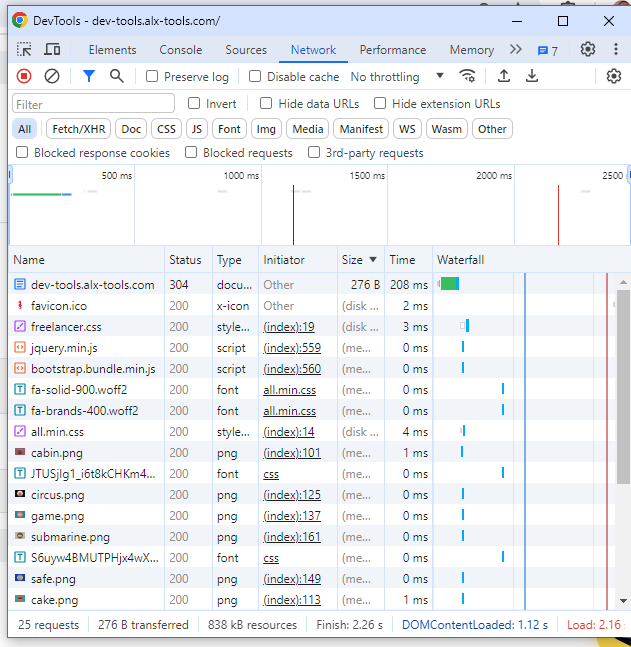 DevTools - dev-tools.alx-tools.com/
Elements Console Sources Network Performance Memory 7
Preserve log Disable cache No throttling
Filter Invert Hide data URLs Hide extension URLs
All Fetch/XHR Doc CSS JS Font Img Media Manifest WS Wasm Other
Blocked response cookies Blocked requests 3rd-party requests
500 ms 1000 ms 1500 ms 2000 ms 2500
Name Status Type Initiator Size Time Waterfall
dev-tools.alx-tools.com 304 docu... Other 276 B 208 ms
favicon.ico 200 x-icon Other (disk ... 2 ms
freelancer.css 200 style... (index):19 (disk ... 3 ms
jquery.min.js 200 script (index):559 (me... 0 ms
bootstrap.bundle.min.js 200 script (index):560 (me... 0 ms
fa-solid-900.woff2 200 font all.min.css (me... 0 ms
fa-brands-400.woff2 200 font all.min.css (me... 0 ms
all.min.css 200 style... (index):14 (disk ... 4 ms
cabin.png 200 png (index):101 (me... 1 ms
JTUSjIg1_i6t8kCHKm4... 200 font css (me... 0 ms
circus.png 200 png (index):125 (me... 0 ms
game.png 200 png (index):137 (me... 0 ms
submarine.png 200 png (index):161 (me... 0 ms
S6uyw4BMUTPHjx4wX... 200 font css (me... 0 ms
safe.png 200 png (index):149 (me... 0 ms
cake.png 200 png (index):113 (me... 1 ms
25 requests 276 B transferred 838 kB resources Finish: 2.26 s DOMContentLoaded: 1.12 s Load: 2.16